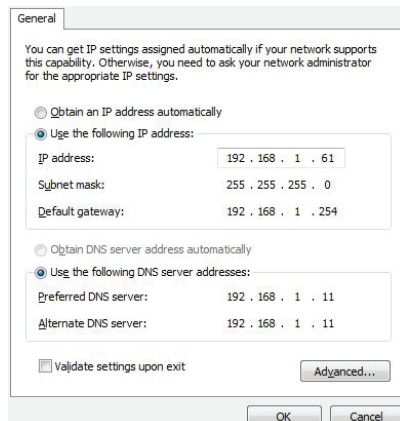 General
You can get IP settings assigned automatically if your network supports
this capability. Otherwise, you need to ask your network administrator
for the appropriate IP settings.
Obtain an IP address automatically
Use the following IP address:
IP address: 192 . 168 . 1 . 61
Subnet mask: 255 . 255 . 255 . 0
Default gateway: 192 . 168 . 1 . 254
Obtain DNS server address automatically
Use the following DNS server addresses:
Preferred DNS server: 192 . 168 . 1 . 11
Alternate DNS server: 192 . 168 . 1 . 11
Validate settings upon exit
Advanced...
OK Cancel